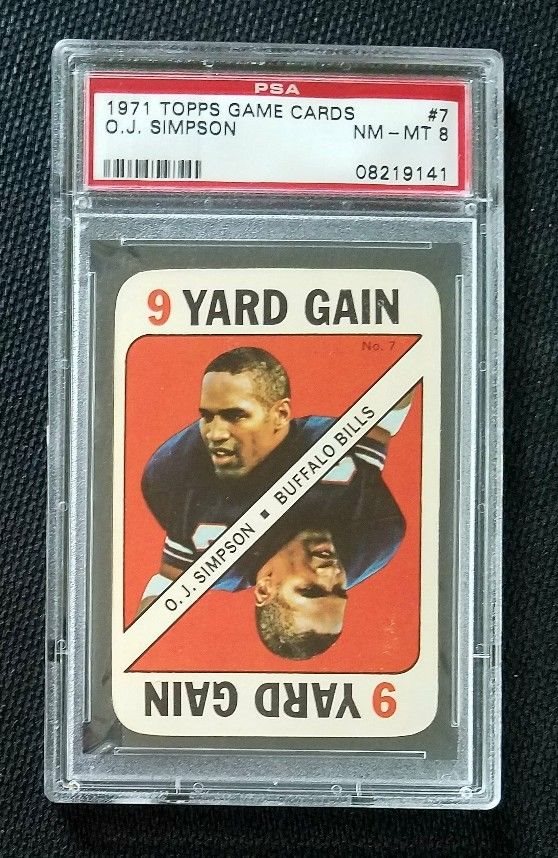 PSA
1971 TOPPS GAME CARDS #7
O.J. SIMPSON NM-MT 8
08219141
9 YARD GAIN
No. 7
O.J. SIMPSON ▪ BUFFALO BILLS
9 YARD GAIN